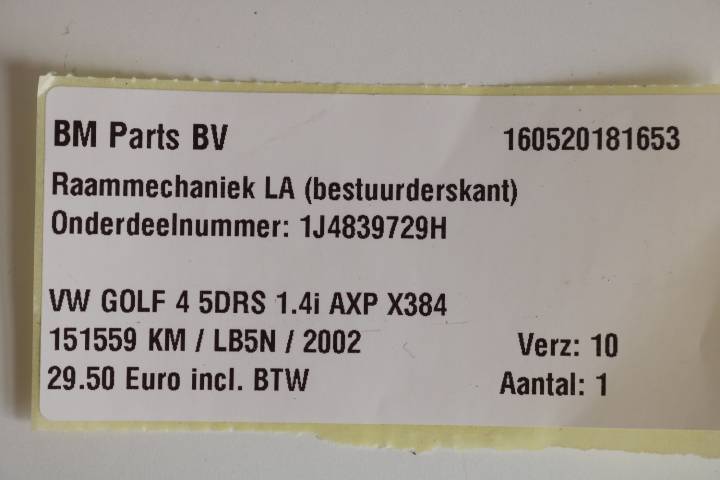 BM Parts BV 160520181653
Raammechaniek LA (bestuurderskant)
Onderdeelnummer: 1J4839729H
VW GOLF 4 5DRS 1.4i AXP X384
151559 KM / LB5N / 2002 Verz: 10
29.50 Euro incl. BTW Aantal: 1